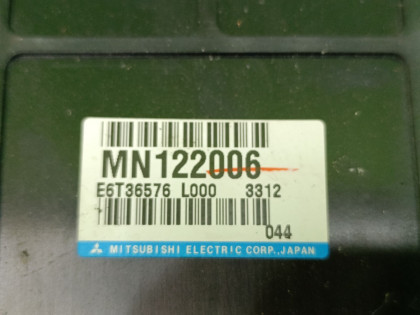 MN122006
E6T36576 L000 3312
044
MITSUBISHI ELECTRIC CORP., JAPAN